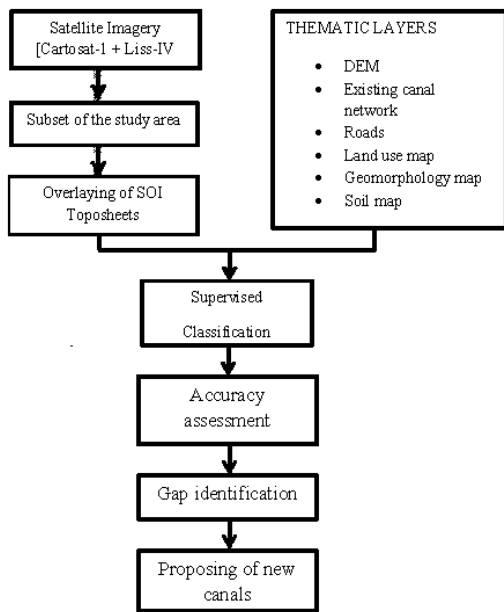 Satellite Imagery
[Cartosat-1 + Liss-IV
Subset of the study area
Overlaying of SOI
Toposheets
THEMATIC LAYERS
• DEM
• Existing canal
network
• Roads
• Land use map
• Geomorphology map
• Soil map
Supervised
Classification
Accuracy
assessment
Gap identification
Proposing of new
canals